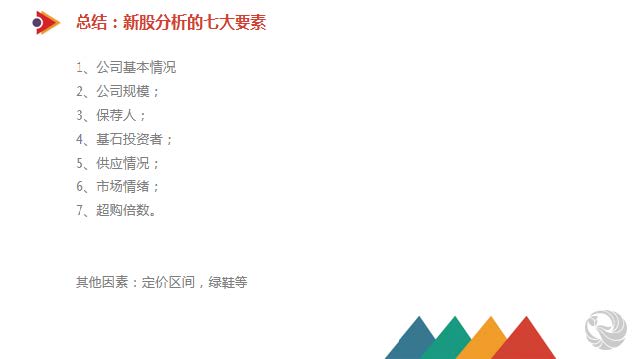 总结：新股分析的七大要素
1、公司基本情况
2、公司规模；
3、保荐人；
4、基石投资者；
5、供应情况；
6、市场情绪；
7、超购倍数。
其他因素：定价区间，绿鞋等